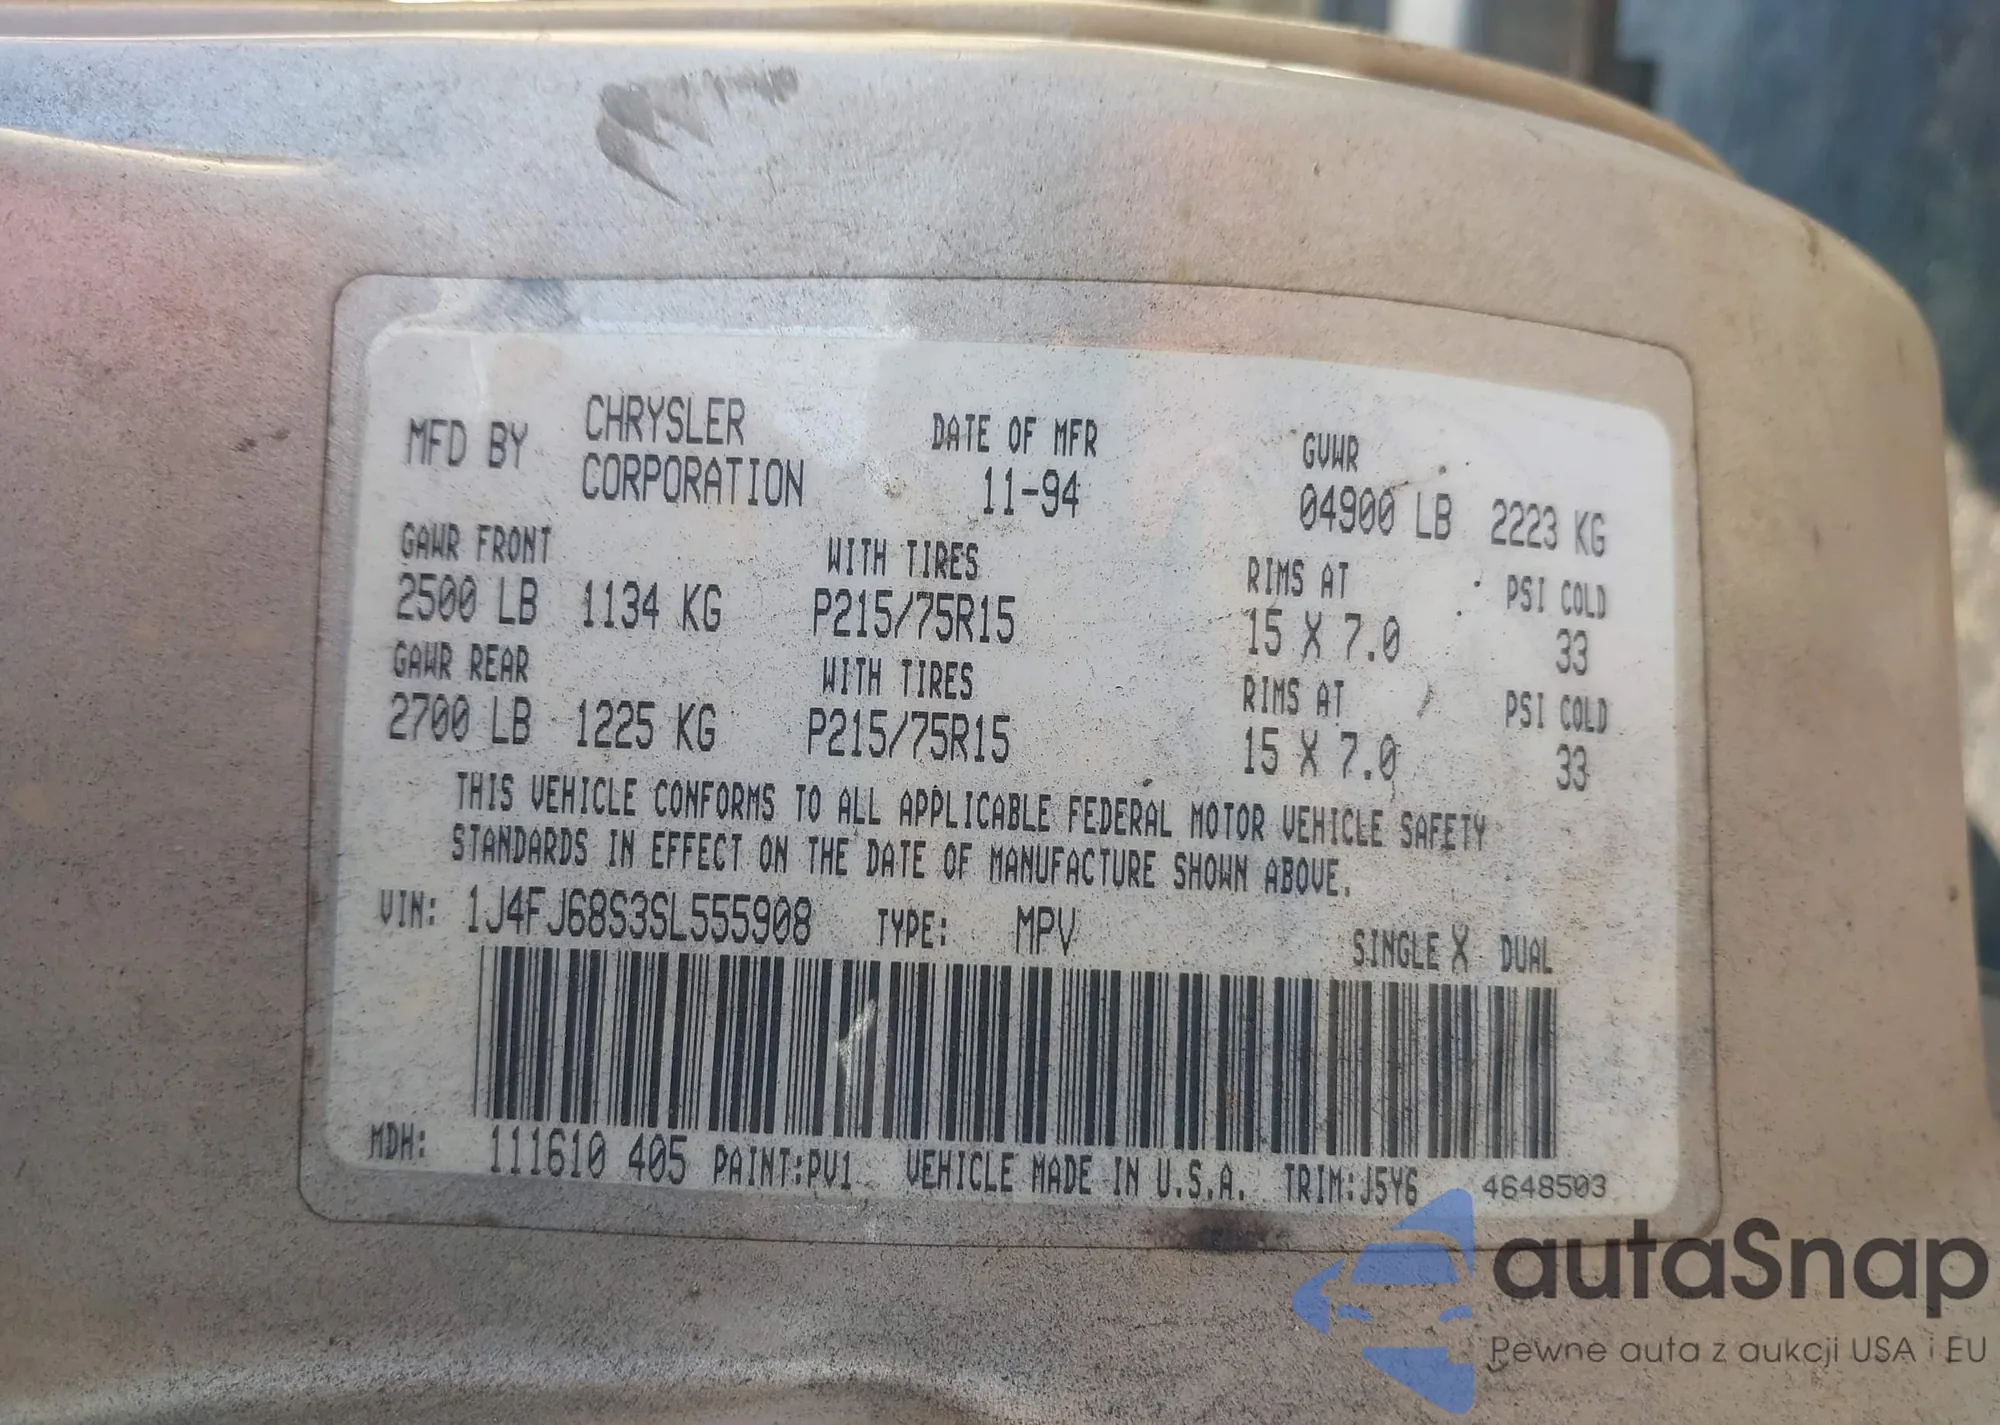 MFD BY CHRYSLER CORPORATION DATE OF MFR 11-94 GVWR 04900 LB 2223 KG
GAWR FRONT WITH TIRES RIMS AT PSI COLD
2500 LB 1134 KG P215/75R15 15 X 7.0 33
GAWR REAR WITH TIRES RIMS AT PSI COLD
2700 LB 1225 KG P215/75R15 15 X 7.0 33
THIS VEHICLE CONFORMS TO ALL APPLICABLE FEDERAL MOTOR VEHICLE SAFETY
STANDARDS IN EFFECT ON THE DATE OF MANUFACTURE SHOWN ABOVE.
VIN: 1J4FJ68S3SL555908 TYPE: MPV SINGLE X DUAL
MDH: 111610 405 PAINT:PV1 VEHICLE MADE IN U.S.A. TRIM:J5Y6 4648503
autaSnap
Pewne auta z aukcji USA i EU